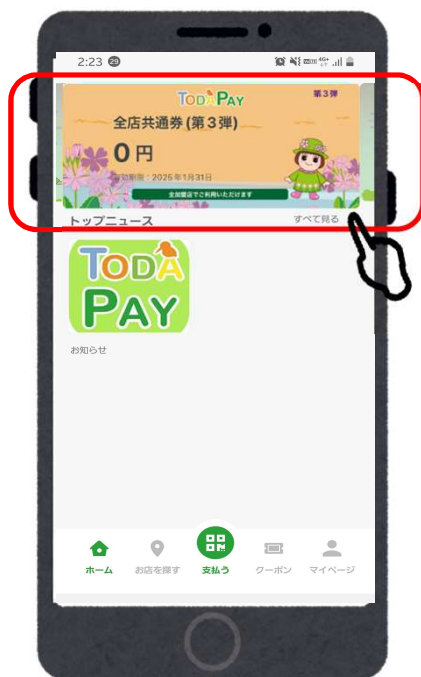 2:23
TODA PAY
第3弾
全店共通券(第3弾)
0円
有効期限：2025年1月31日
全加盟店でご利用いただけます
トップニュース
すべて見る
TODA
PAY
お知らせ
ホーム
お店を探す
支払う
クーポン
マイページ